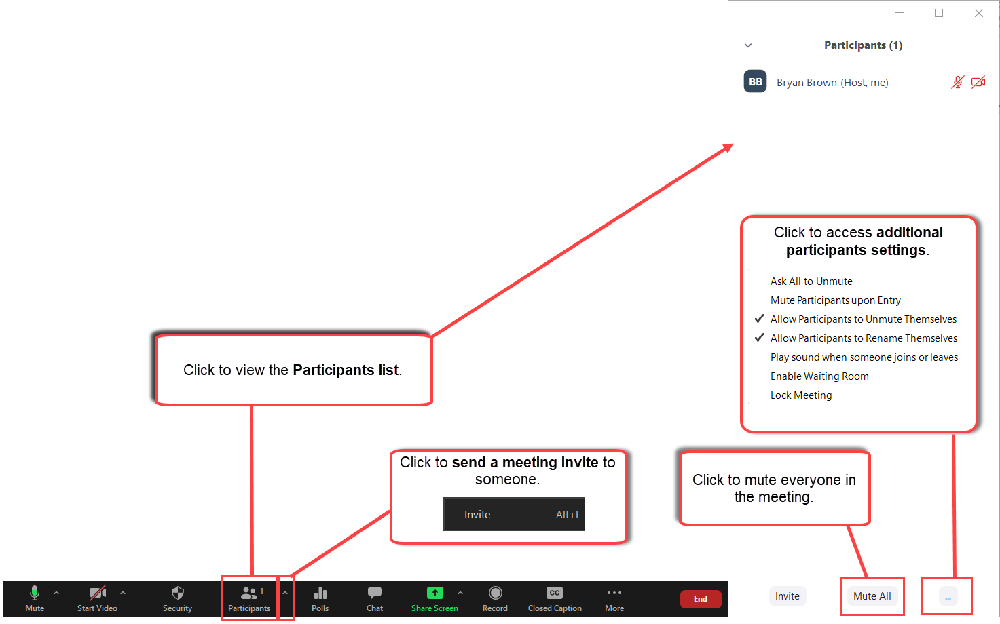 Participants (1)
BB
Bryan Brown (Host, me)
Click to access additional
participants settings.
Ask All to Unmute
Mute Participants upon Entry
Allow Participants to Unmute Themselves
Allow Participants to Rename Themselves
Play sound when someone joins or leaves
Enable Waiting Room
Lock Meeting
Click to view the Participants list.
Click to send a meeting invite to
someone.
Invite Alt+I
Click to mute everyone in
the meeting.
Mute
Start Video
Security
1
Participants
Polls
Chat
Share Screen
Record
CC
Closed Caption
More
End
Invite
Mute All
...